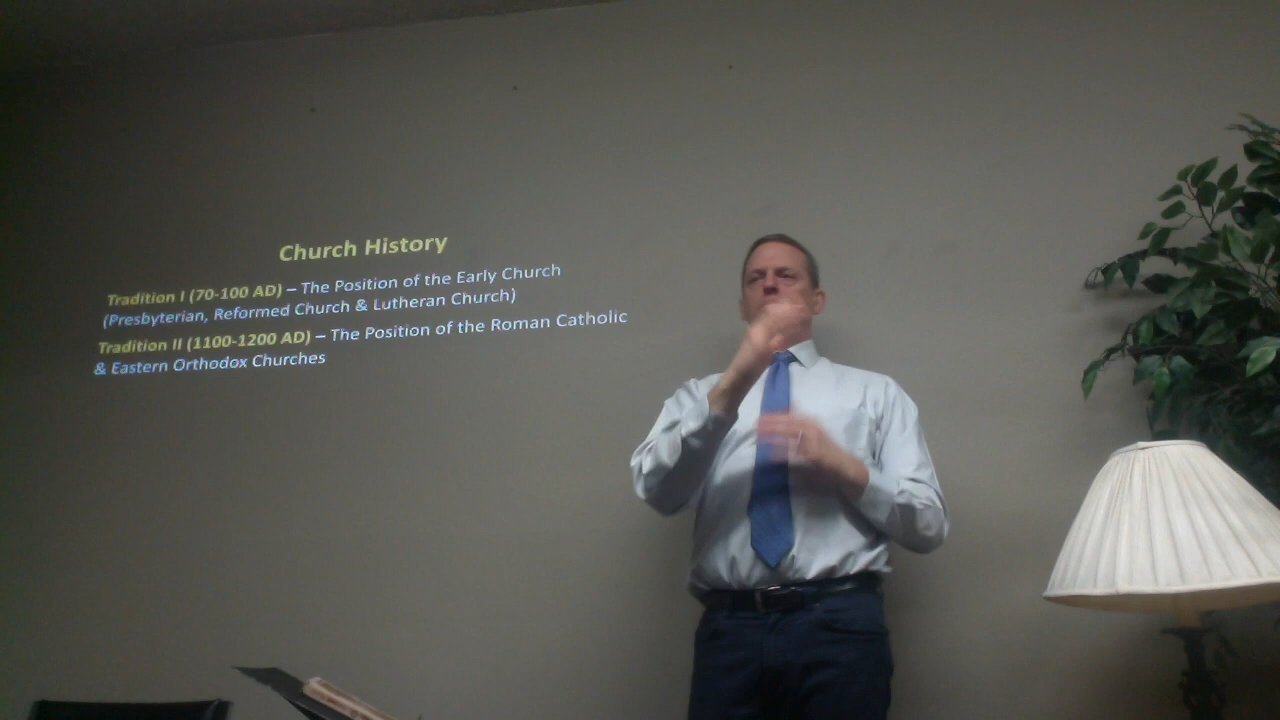 Church History
Tradition I (70-100 AD) – The Position of the Early Church
(Presbyterian, Reformed Church & Lutheran Church)
Tradition II (1100-1200 AD) – The Position of the Roman Catholic
& Eastern Orthodox Churches